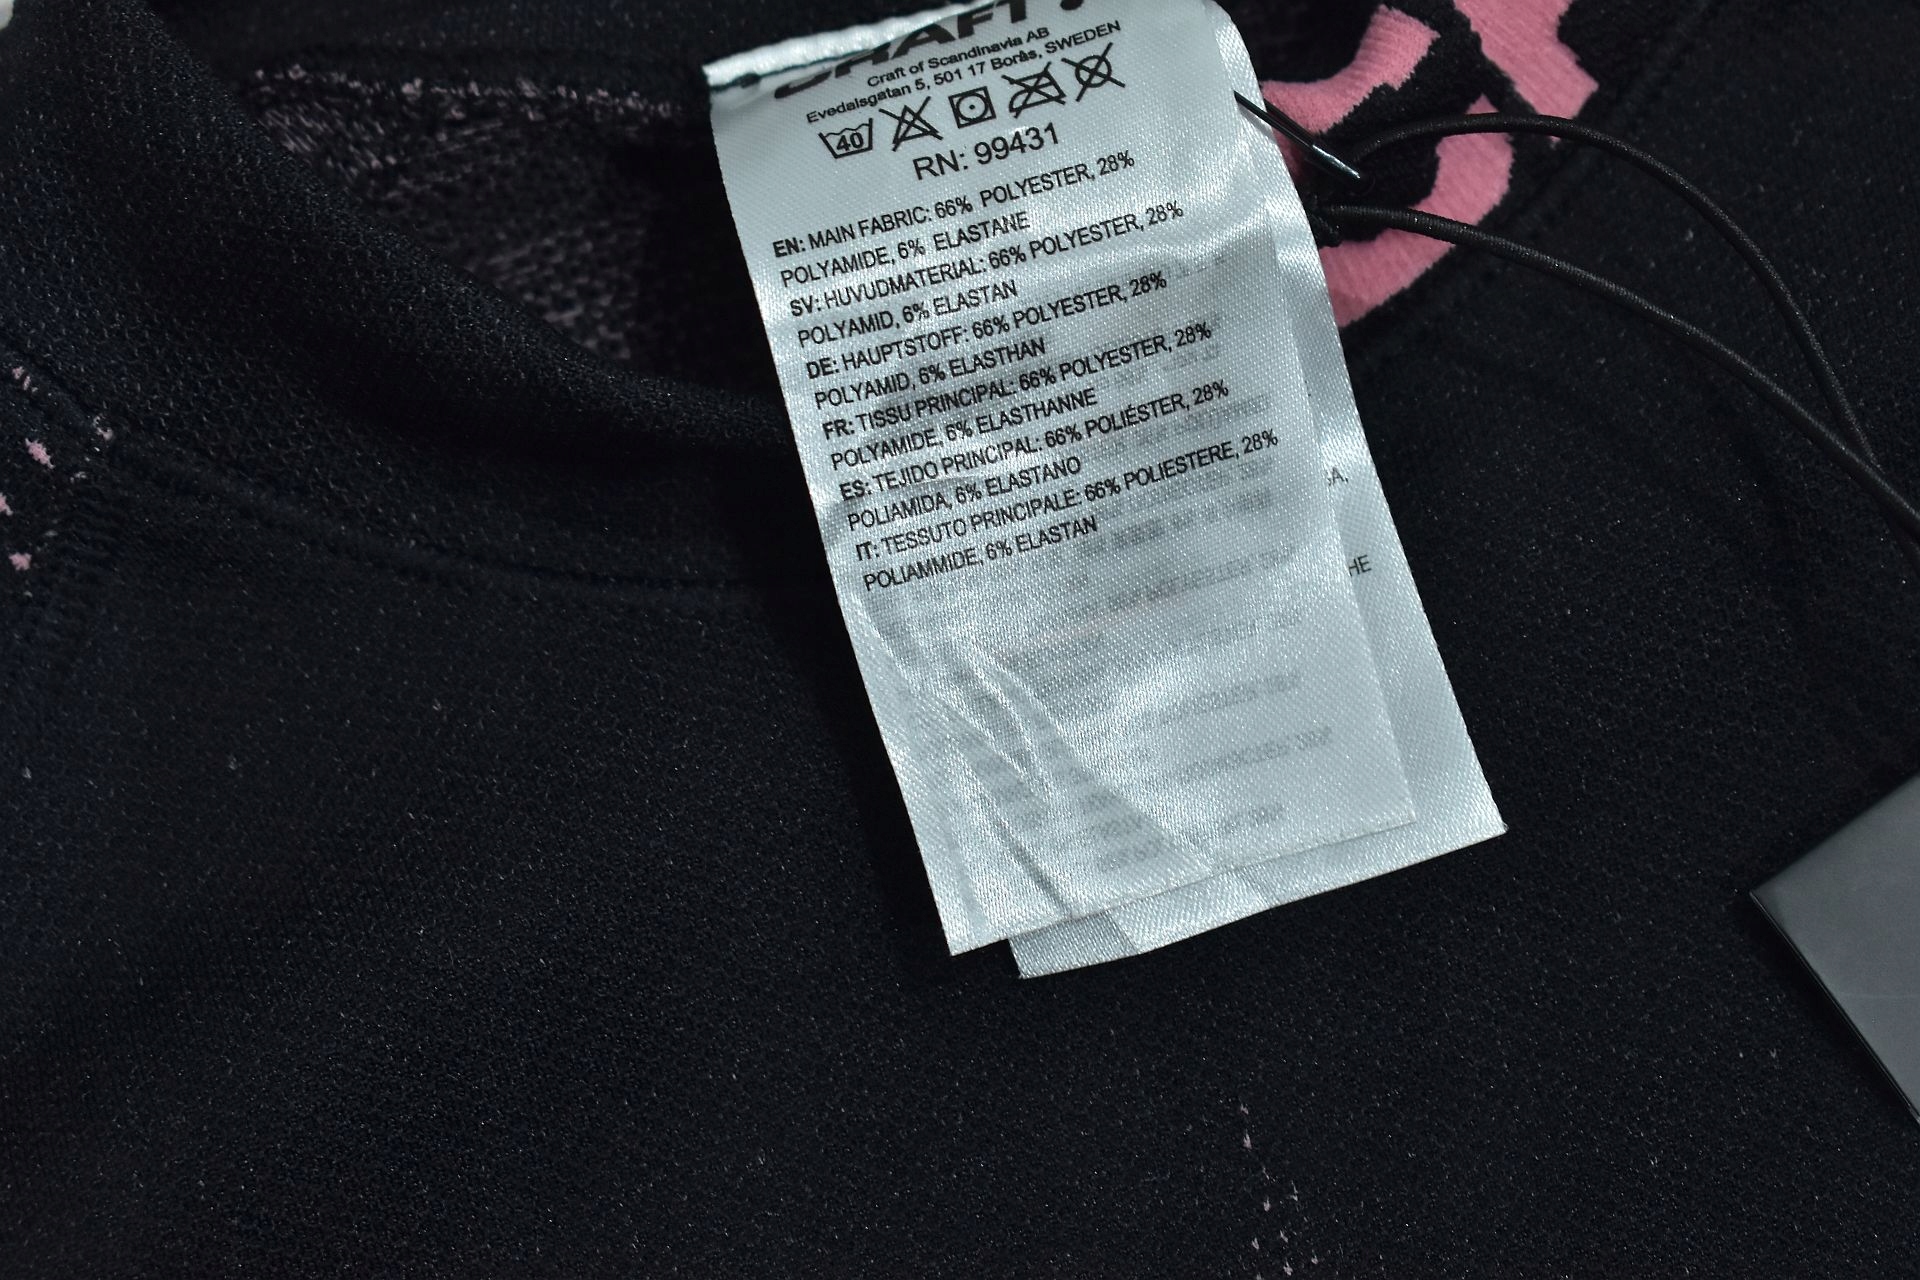 CRAFT
Craft of Scandinavia AB
Evedalsgatan 5, 501 17 Borås, SWEDEN
40
RN: 99431
EN: MAIN FABRIC: 66% POLYESTER, 28%
POLYAMIDE, 6% ELASTANE
SV: HUVUDMATERIAL: 66% POLYESTER, 28%
POLYAMID, 6% ELASTAN
DE: HAUPTSTOFF: 66% POLYESTER, 28%
POLYAMID, 6% ELASTHAN
FR: TISSU PRINCIPAL: 66% POLYESTER, 28%
POLYAMIDE, 6% ELASTHANNE
ES: TEJIDO PRINCIPAL: 66% POLIÉSTER, 28%
POLIAMIDA, 6% ELASTANO
IT: TESSUTO PRINCIPALE: 66% POLIESTERE, 28%
POLIAMMIDE, 6% ELASTAN